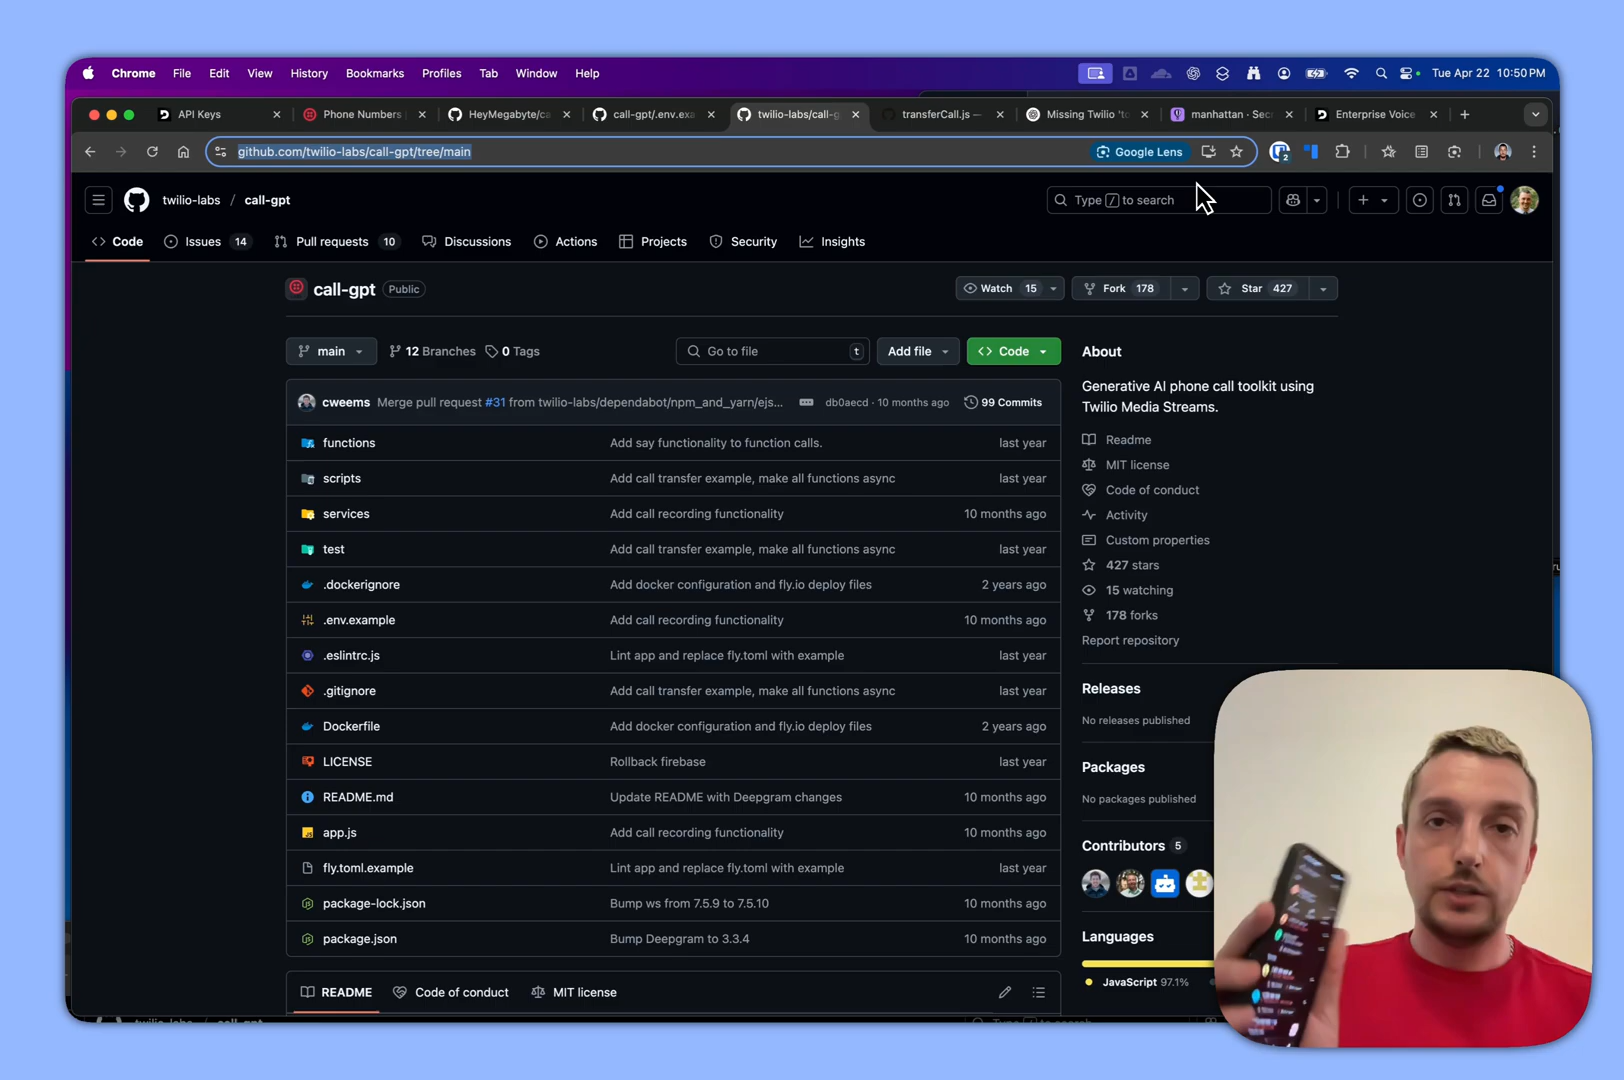 Chrome File Edit View History Bookmarks Profiles Tab Window Help Tue Apr 22 10:50 PM
API Keys Phone Numbers HeyMegabyte/ca call-gpt/.env.exa twilio-labs/call-g transferCall.js — Missing Twilio 'to manhattan - Sec Enterprise Voice
github.com/twilio-labs/call-gpt/tree/main Google Lens 2
twilio-labs / call-gpt Type / to search
Code Issues 14 Pull requests 10 Discussions Actions Projects Security Insights
call-gpt Public Watch 15 Fork 178 Star 427
main 12 Branches 0 Tags Go to file t Add file Code
cweems Merge pull request #31 from twilio-labs/dependabot/npm_and_yarn/ejs... db0aecd · 10 months ago 99 Commits
functions Add say functionality to function calls. last year
scripts Add call transfer example, make all functions async last year
services Add call recording functionality 10 months ago
test Add call transfer example, make all functions async last year
.dockerignore Add docker configuration and fly.io deploy files 2 years ago
.env.example Add call recording functionality 10 months ago
.eslintrc.js Lint app and replace fly.toml with example last year
.gitignore Add call transfer example, make all functions async last year
Dockerfile Add docker configuration and fly.io deploy files 2 years ago
LICENSE Rollback firebase last year
README.md Update README with Deepgram changes 10 months ago
app.js Add call recording functionality 10 months ago
fly.toml.example Lint app and replace fly.toml with example last year
package-lock.json Bump ws from 7.5.9 to 7.5.10 10 months ago
package.json Bump Deepgram to 3.3.4 10 months ago
README Code of conduct MIT license
About
Generative AI phone call toolkit using
Twilio Media Streams.
Readme
MIT license
Code of conduct
Activity
Custom properties
427 stars
15 watching
178 forks
Report repository
Releases
No releases published
Packages
No packages published
Contributors 5
Languages
JavaScript 97.1%